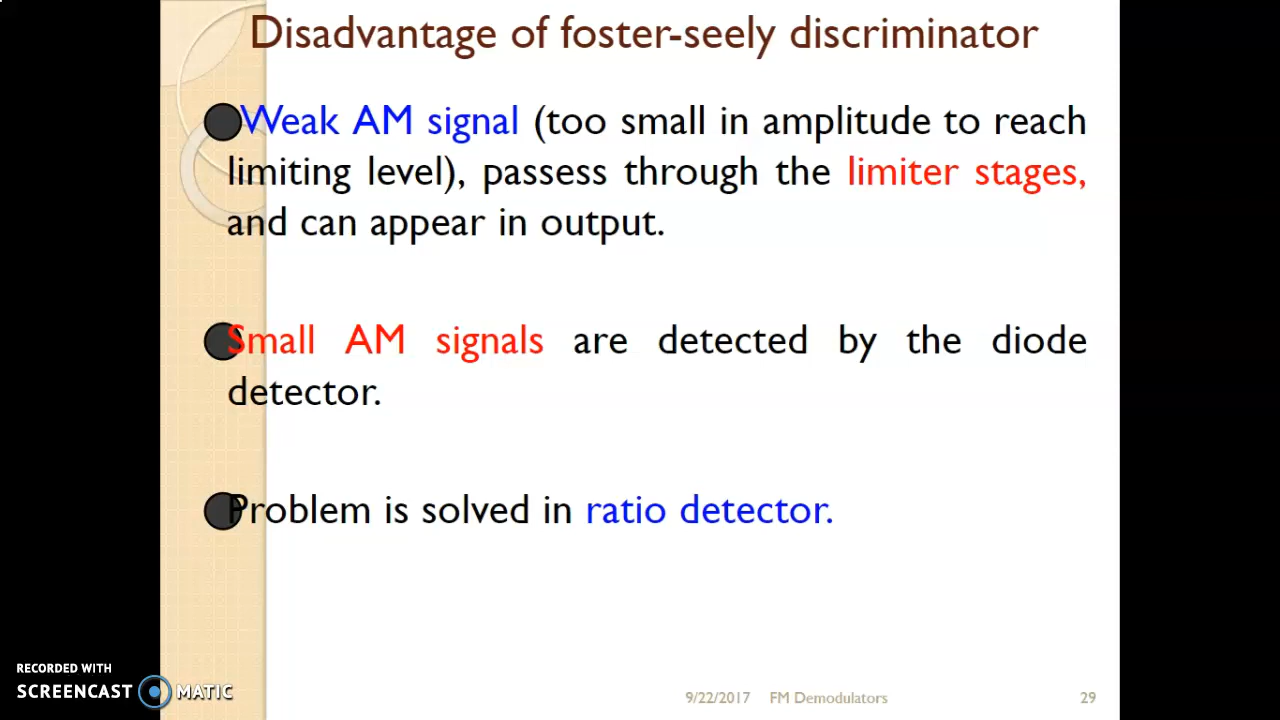 Disadvantage of foster-seely discriminator
Weak AM signal (too small in amplitude to reach
limiting level), passess through the limiter stages,
and can appear in output.
Small AM signals are detected by the diode
detector.
Problem is solved in ratio detector.
RECORDED WITH
SCREENCAST MATIC
9/22/2017 FM Demodulators 29